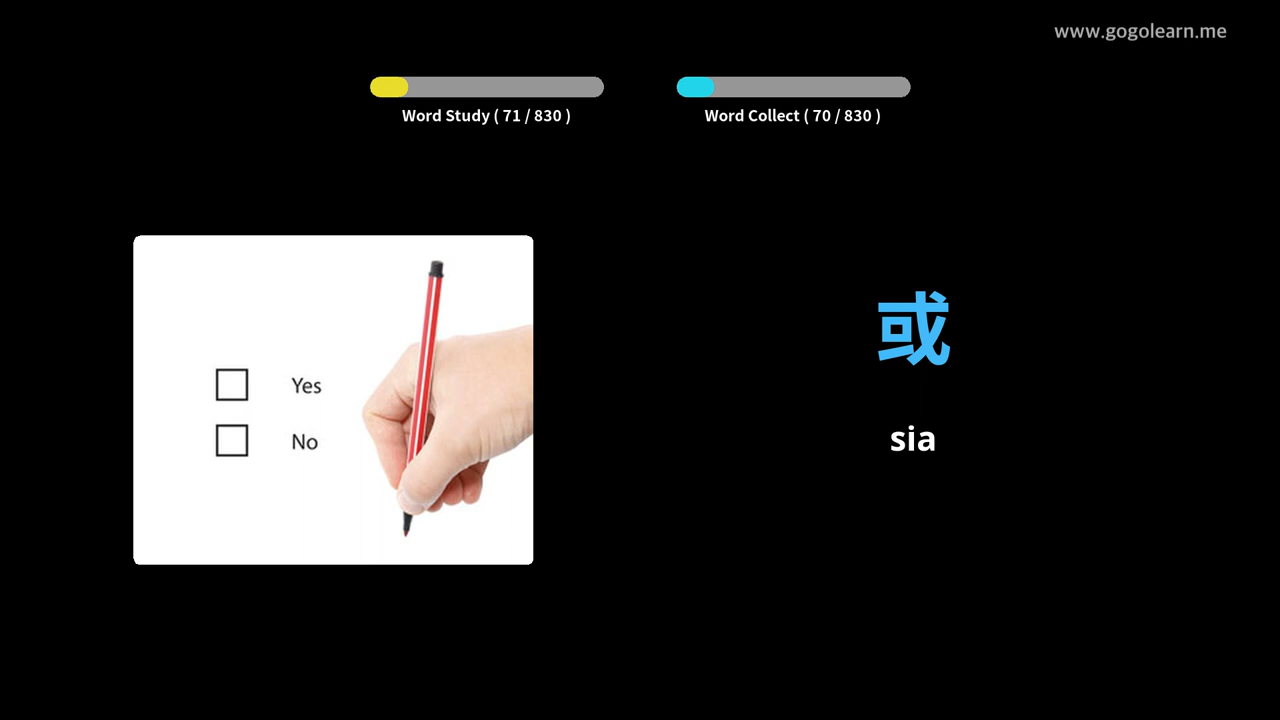 www.gogolearn.me
Word Study ( 71 / 830 )
Word Collect ( 70 / 830 )
Yes
No
或
sia